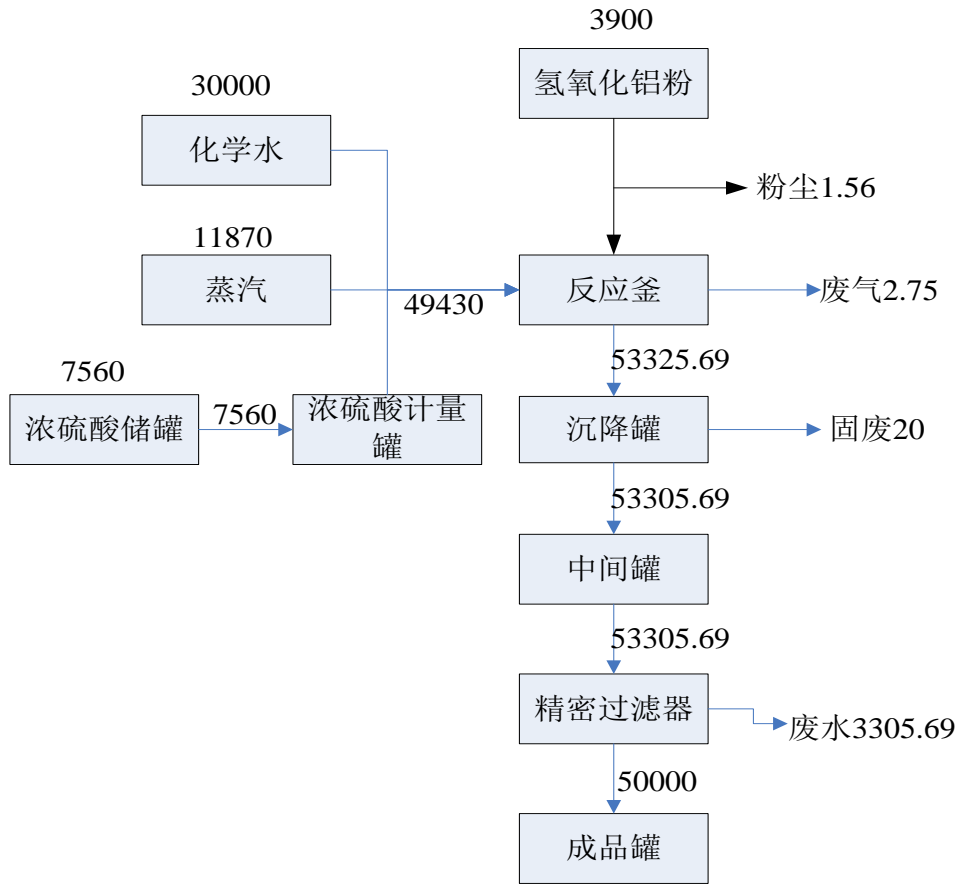 3900
氢氧化铝粉
30000
化学水
粉尘1.56
11870
蒸汽
49430
反应釜
废气2.75
53325.69
7560
浓硫酸储罐
7560
浓硫酸计量
罐
沉降罐
固废20
53305.69
中间罐
53305.69
精密过滤器
废水3305.69
50000
成品罐